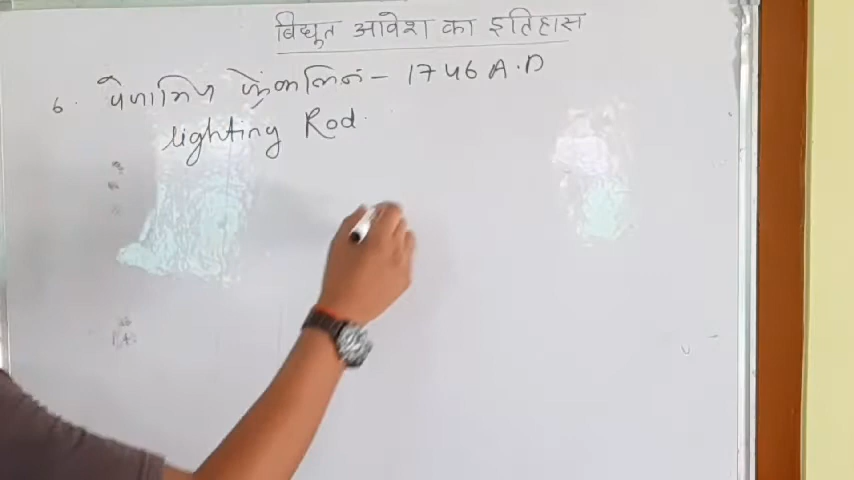 विधुत आवेश का इतिहास
6. वेंजामिन फ्रेंकलिन - 1746 A.D
lighting Rod.